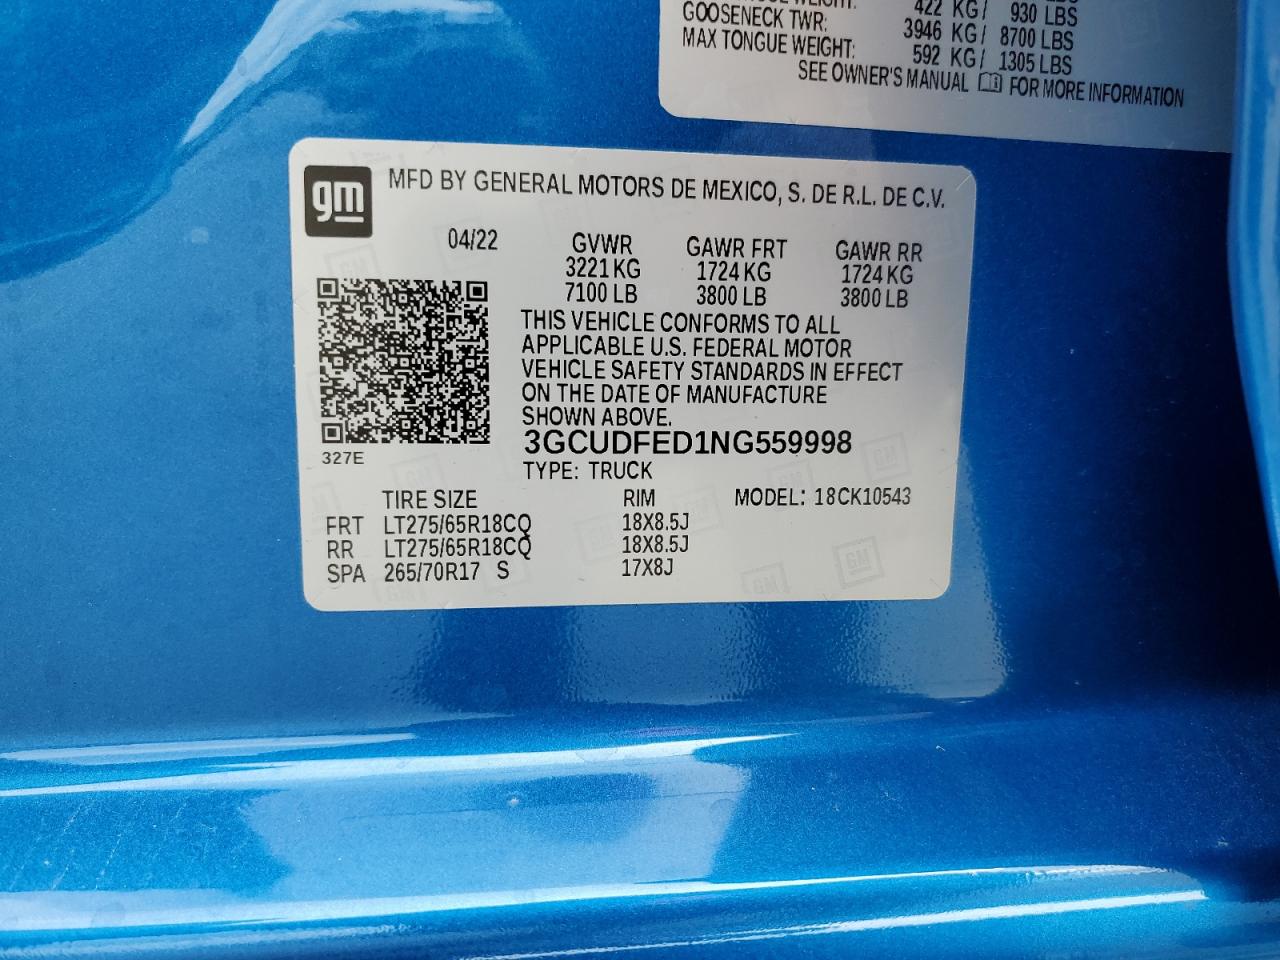 422 KG/ 930 LBS
GOOSENECK TWR: 3946 KG/ 8700 LBS
MAX TONGUE WEIGHT: 592 KG/ 1305 LBS
SEE OWNER'S MANUAL FOR MORE INFORMATION
gm
MFD BY GENERAL MOTORS DE MEXICO, S. DE R.L. DE C.V.
04/22 GVWR GAWR FRT GAWR RR
3221 KG 1724 KG 1724 KG
7100 LB 3800 LB 3800 LB
THIS VEHICLE CONFORMS TO ALL
APPLICABLE U.S. FEDERAL MOTOR
VEHICLE SAFETY STANDARDS IN EFFECT
ON THE DATE OF MANUFACTURE
SHOWN ABOVE.
3GCUDFED1NG559998
327E
TYPE: TRUCK
TIRE SIZE RIM MODEL: 18CK10543
FRT LT275/65R18CQ 18X8.5J
RR LT275/65R18CQ 18X8.5J
SPA 265/70R17 S 17X8J